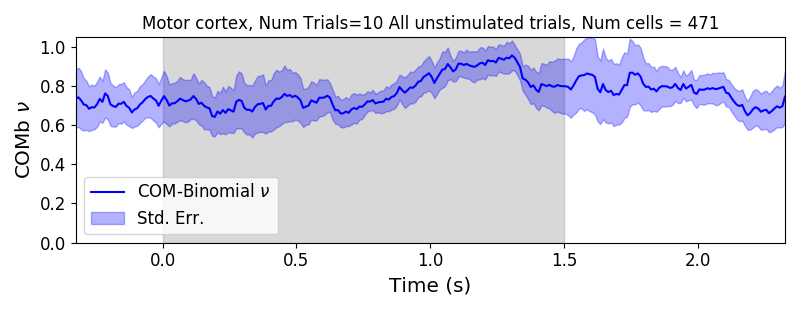 Motor cortex, Num Trials=10 All unstimulated trials, Num cells = 471
COMb ν
1.0
0.8
0.6
0.4
0.2
0.0
COM-Binomial ν
Std. Err.
0.0 0.5 1.0 1.5 2.0
Time (s)